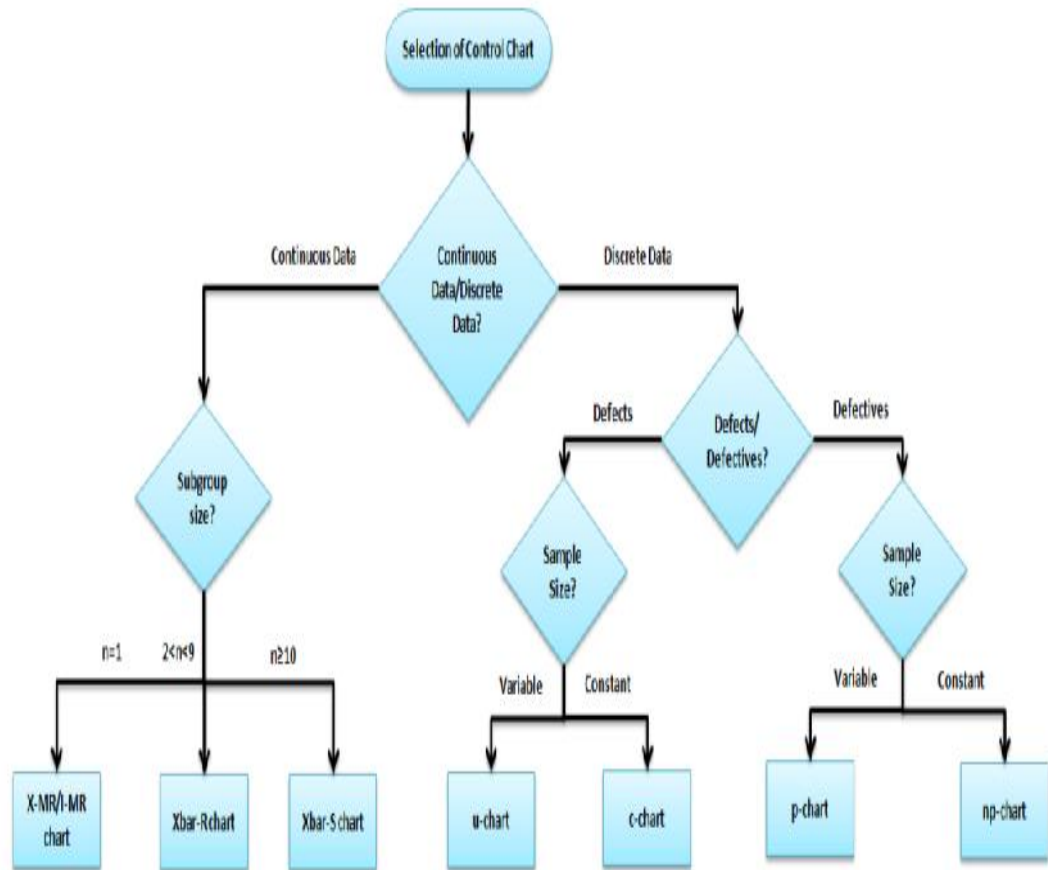 Selection of Control Chart
Continuous Data
Continuous
Data/Discrete
Data?
Discrete Data
Defects
Defects/
Defectives?
Defectives
Subgroup
size?
Sample
Size?
Sample
Size?
n=1
2<n<9
n≥10
Variable
Constant
Variable
Constant
X-MR/I-MR
chart
Xbar-R chart
Xbar-S chart
u-chart
c-chart
p-chart
np-chart